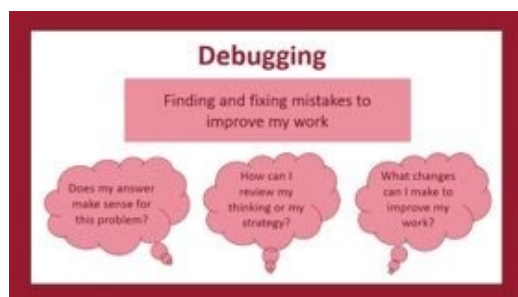 Debugging
Finding and fixing mistakes to
improve my work
Does my answer
make sense for
this problem?
How can I
review my
thinking or my
strategy?
What changes
can I make to
improve my
work?